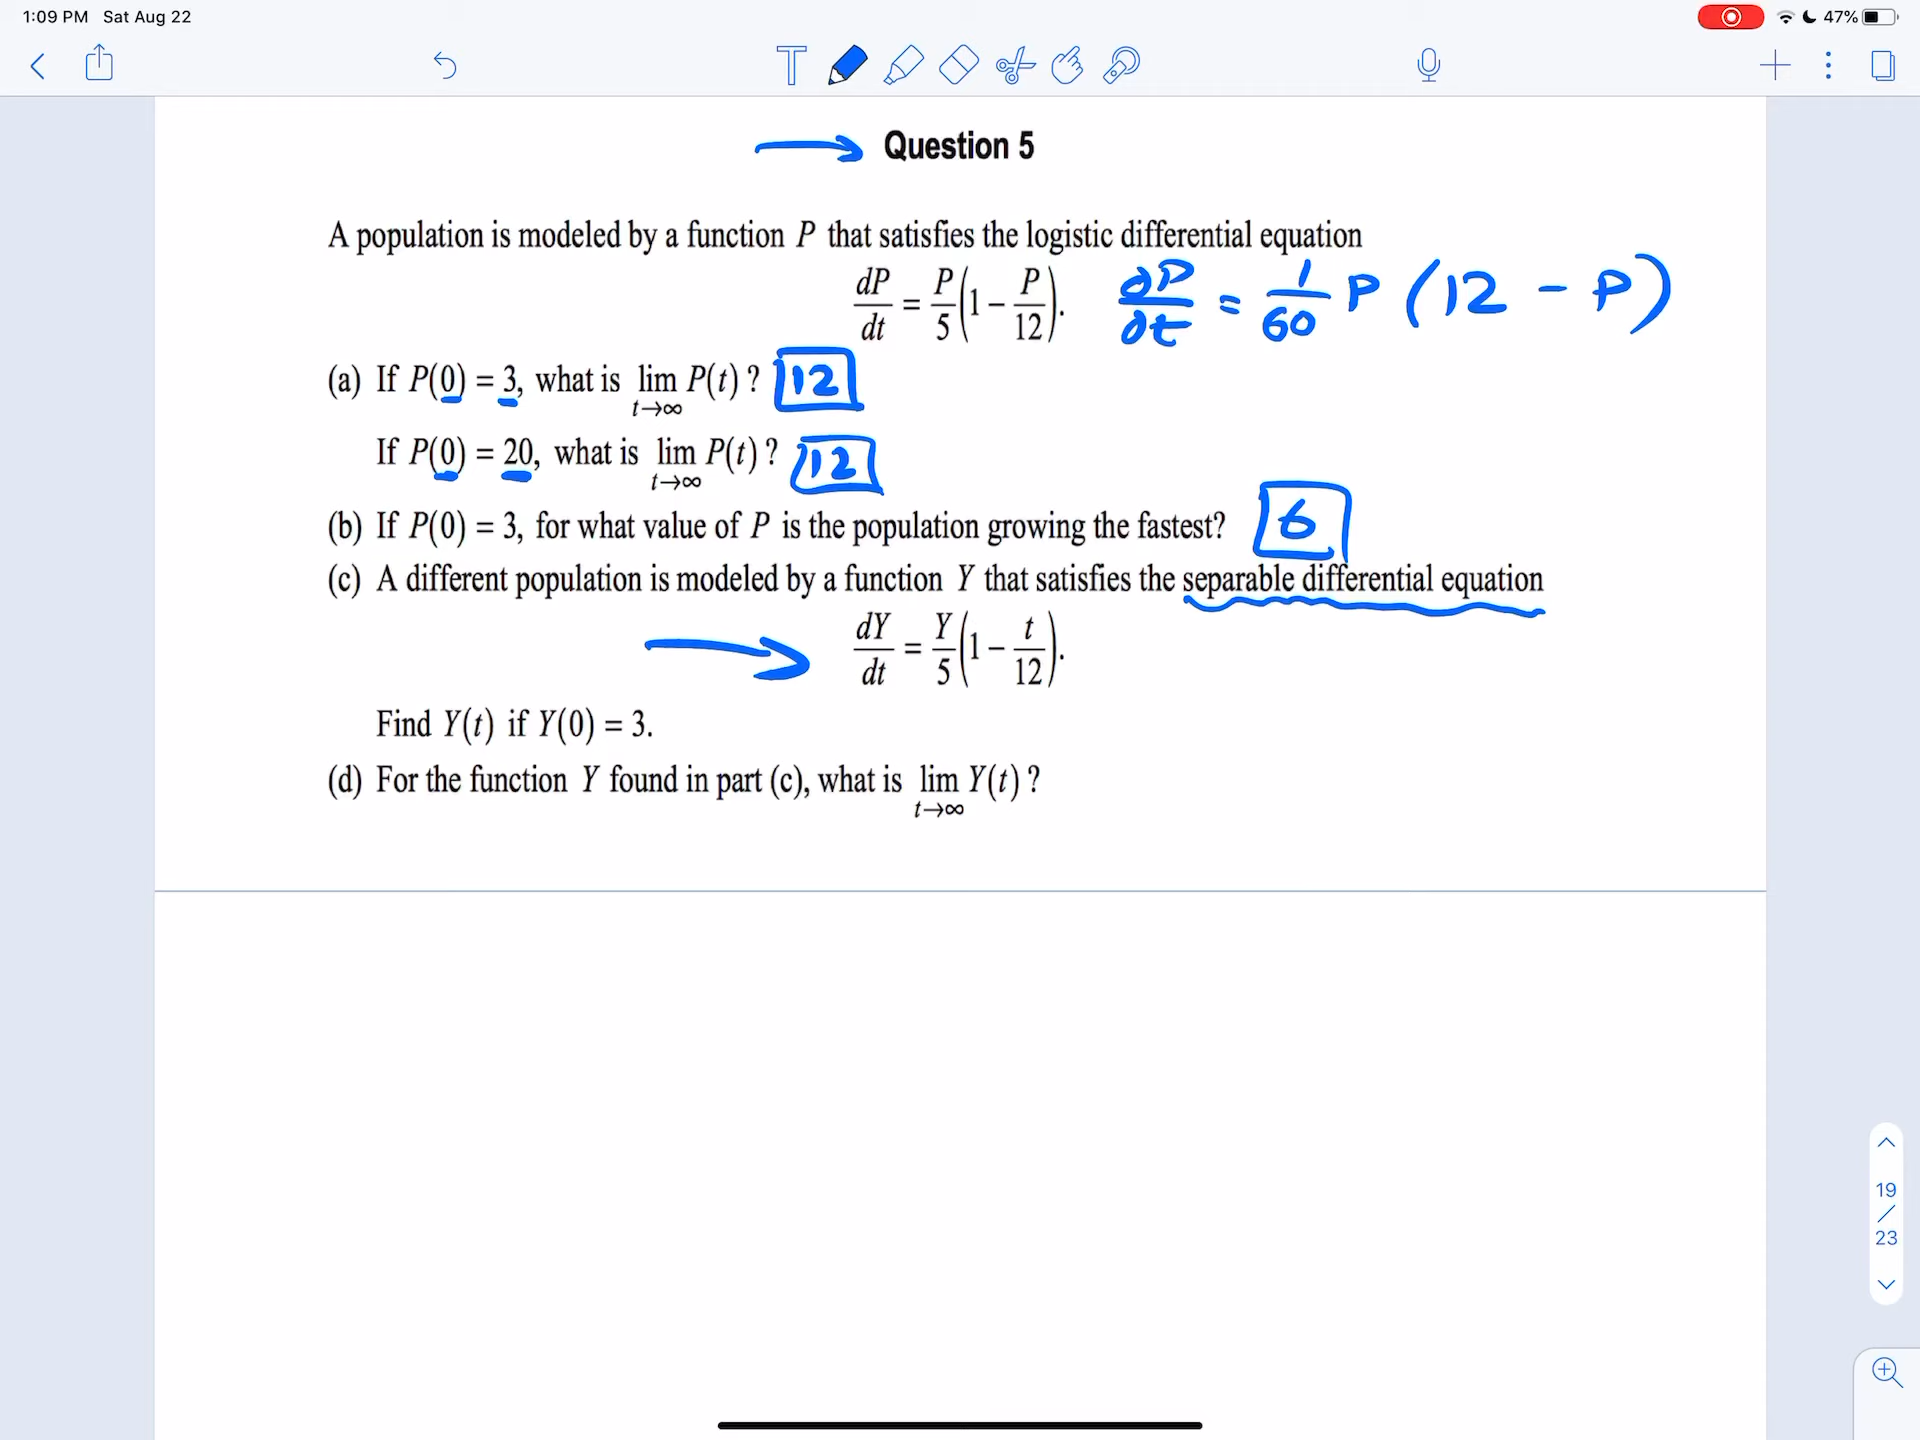 1:09 PM Sat Aug 22
47%
Question 5
A population is modeled by a function P that satisfies the logistic differential equation
dP/dt = P/5(1 − P/12). dP/dt = 1/60 P (12 − P)
(a) If P(0) = 3, what is lim t→∞ P(t) ? 12
If P(0) = 20, what is lim t→∞ P(t) ? 12
(b) If P(0) = 3, for what value of P is the population growing the fastest? 6
(c) A different population is modeled by a function Y that satisfies the separable differential equation
dY/dt = Y/5(1 − t/12).
Find Y(t) if Y(0) = 3.
(d) For the function Y found in part (c), what is lim t→∞ Y(t) ?
19
/
23